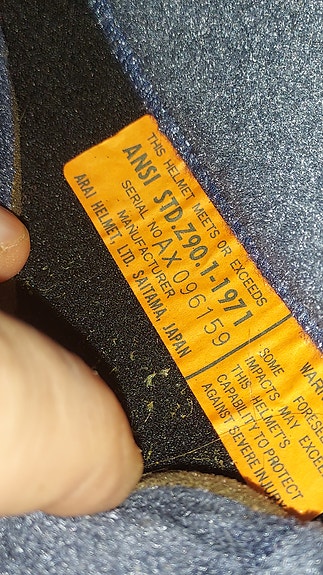 THIS HELMET MEETS OR EXCEEDS
ANSI STD.Z90.1-1971
SERIAL NO AX 096159
MANUFACTURER
ARAI HELMET, LTD. SAITAMA, JAPAN
SOME
IMPACTS MAY
THIS HELMET'S
CAPABILITY TO PROTECT
AGAINST SEVERE